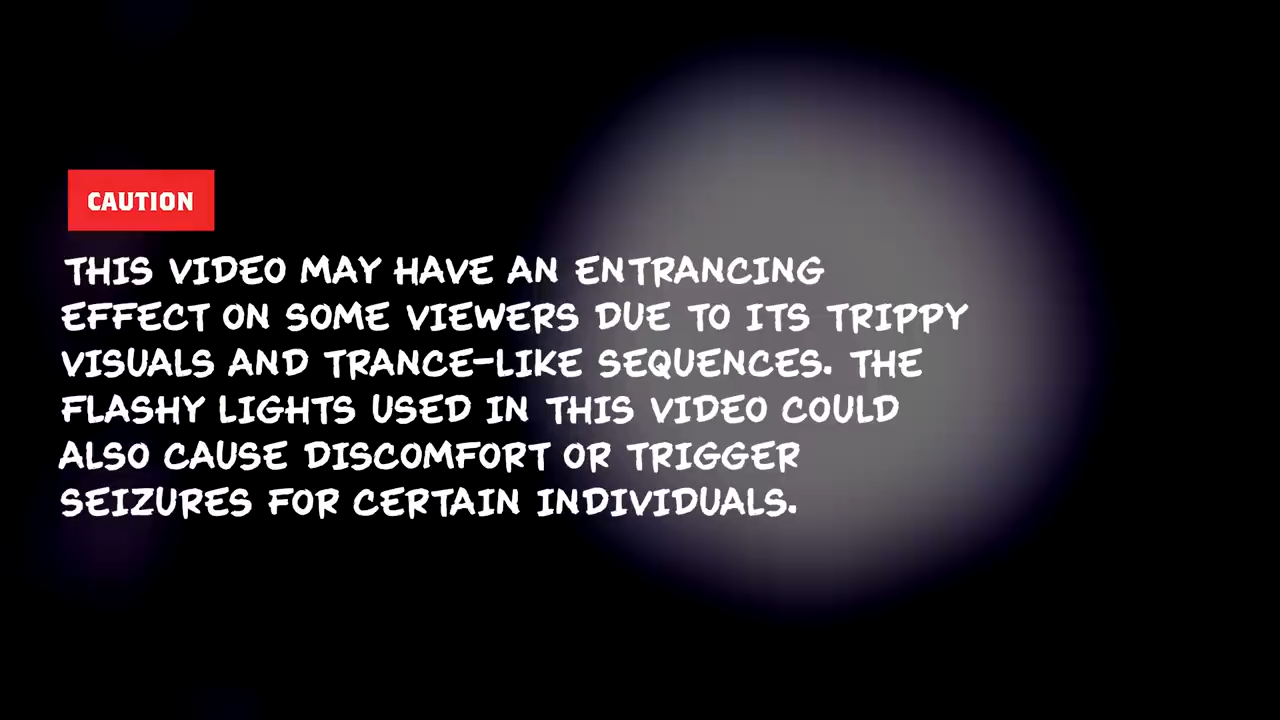 CAUTION
THIS VIDEO MAY HAVE AN ENTRANCING
EFFECT ON SOME VIEWERS DUE TO ITS TRIPPY
VISUALS AND TRANCE-LIKE SEQUENCES. THE
FLASHY LIGHTS USED IN THIS VIDEO COULD
ALSO CAUSE DISCOMFORT OR TRIGGER
SEIZURES FOR CERTAIN INDIVIDUALS.